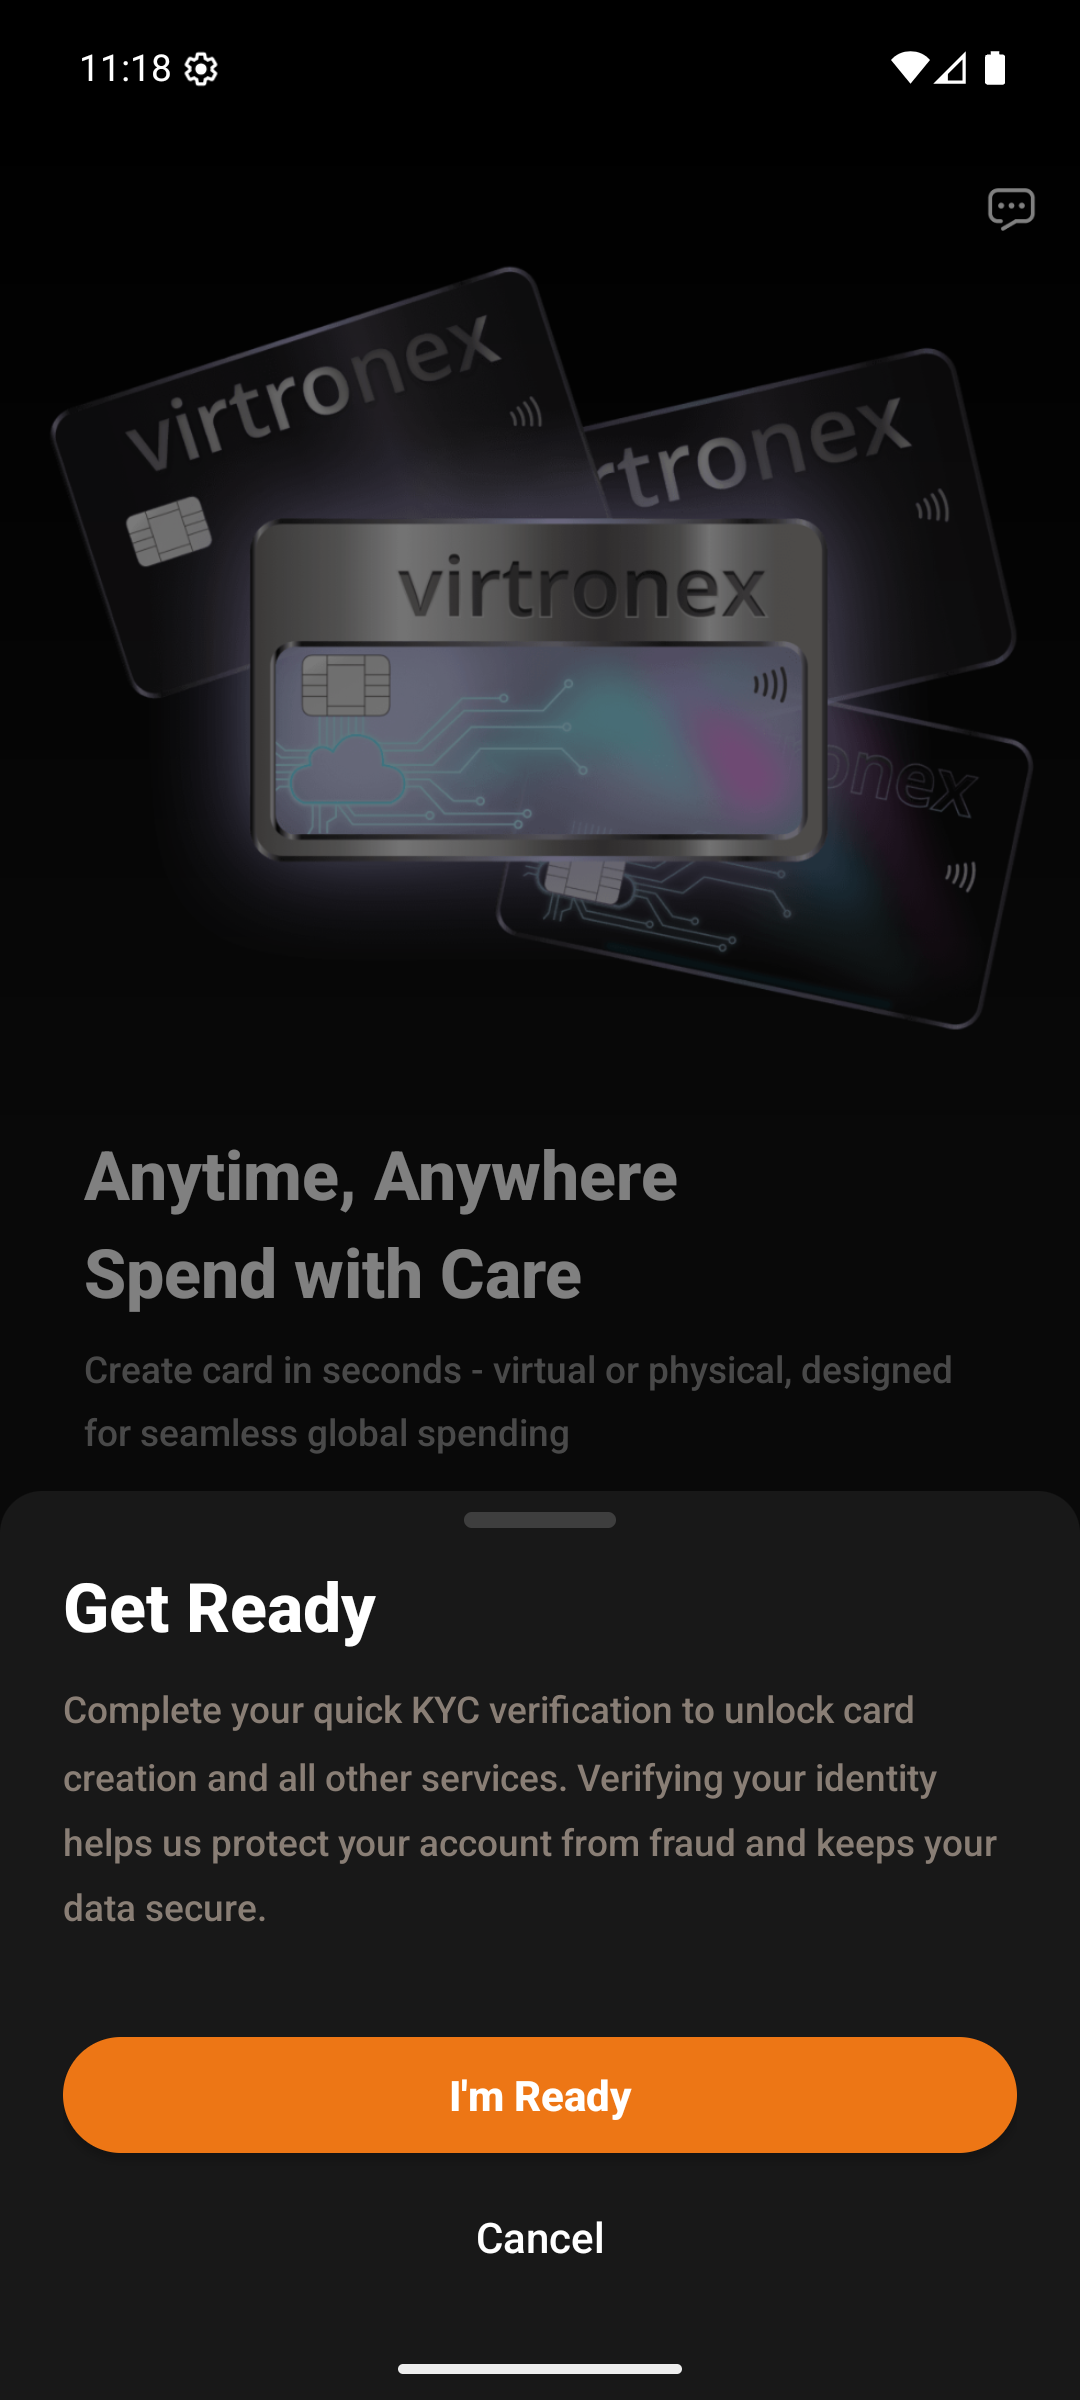 11:18
virtronex
rtronex
virtronex
onex
Anytime, Anywhere
Spend with Care
Create card in seconds - virtual or physical, designed
for seamless global spending
Get Ready
Complete your quick KYC verification to unlock card
creation and all other services. Verifying your identity
helps us protect your account from fraud and keeps your
data secure.
I'm Ready
Cancel